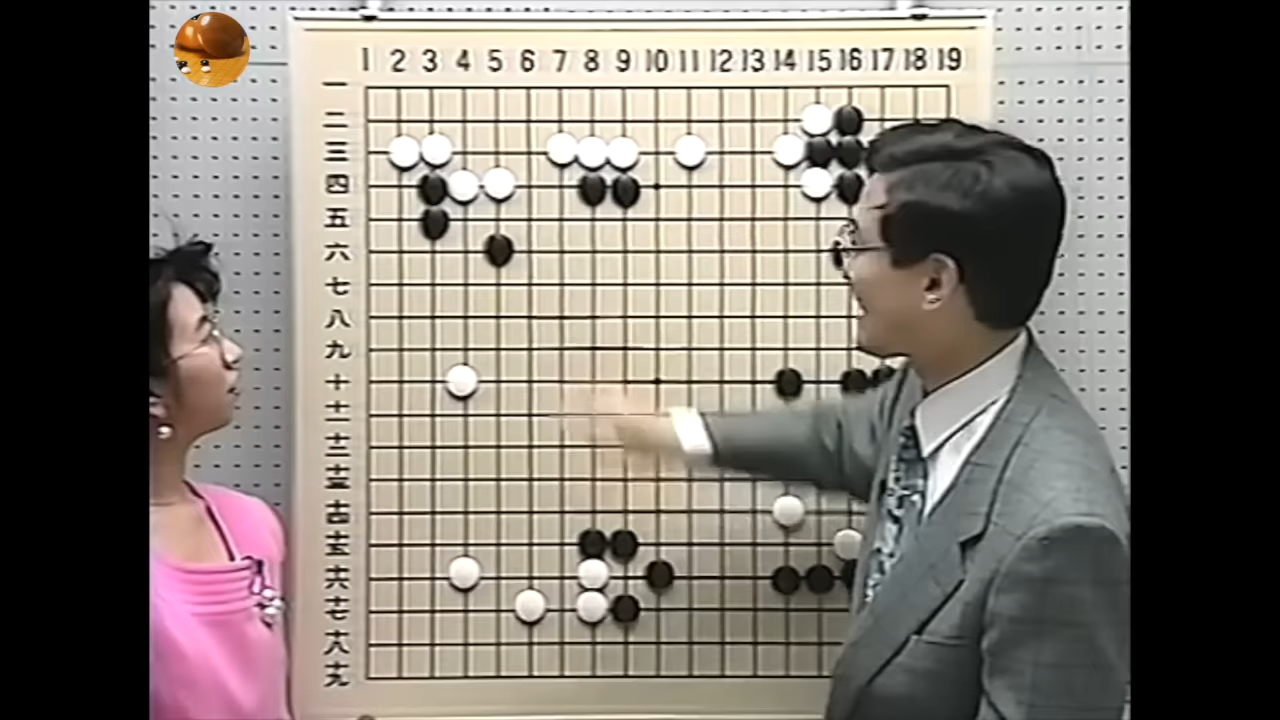 1 2 3 4 5 6 7 8 9 10 11 12 13 14 15 16 17 18 19
一
二
三
四
五
六
七
八
九
十
十一
十二
十三
十四
十五
十六
十七
十八
十九